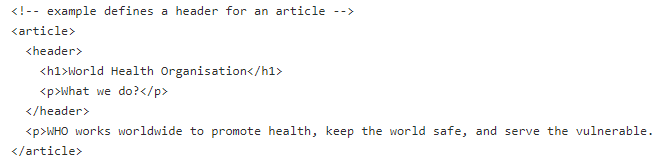 <!-- example defines a header for an article -->
<article>
<header>
<h1>World Health Organisation</h1>
<p>What we do?</p>
</header>
<p>WHO works worldwide to promote health, keep the world safe, and serve the vulnerable.
</article>